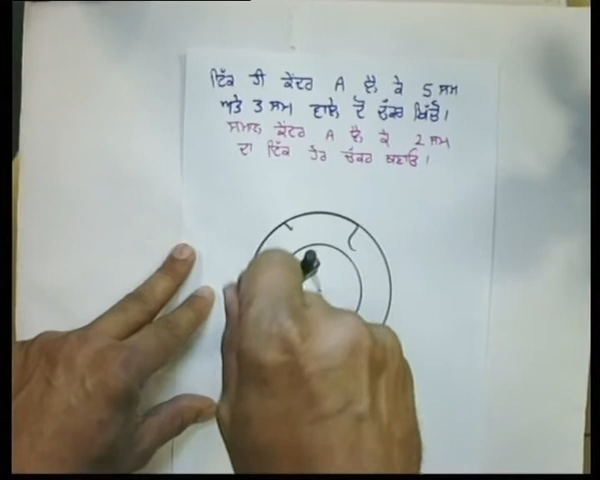 ਇੱਕ ਹੀ ਕੇਂਦਰ A ਲੈ ਕੇ 5 ਸਮ
ਅਤੇ 3 ਸਮ ਵਾਲੇ ਦੋ ਚੱਕਰ ਖਿੱਚੋ।
ਸਮਾਨ ਕੇਂਦਰ A ਲੈ ਕੇ 2 ਸਮ
ਦਾ ਇੱਕ ਹੋਰ ਚੱਕਰ ਬਣਾਓ।